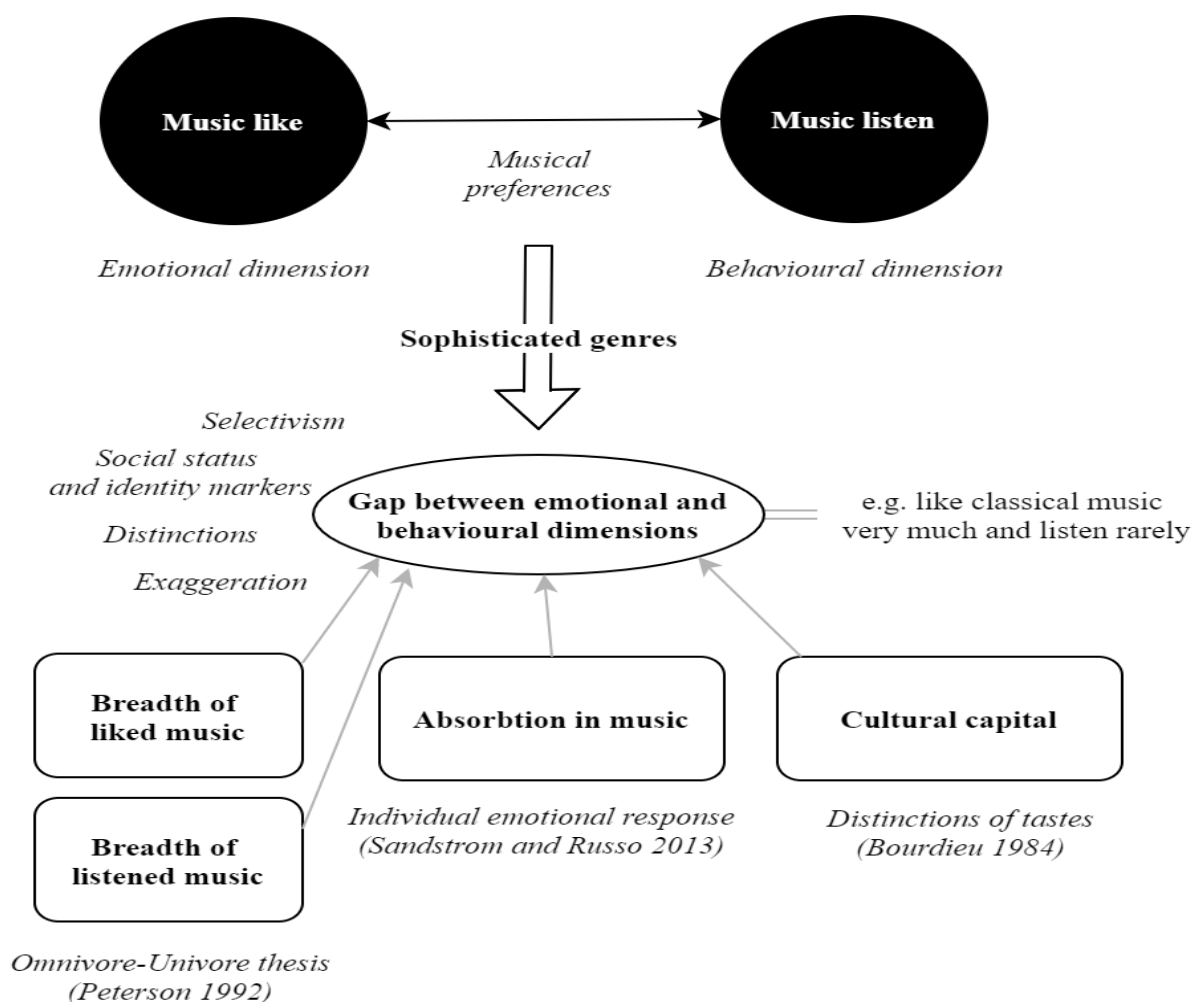 Music like
Music listen
Musical
preferences
Emotional dimension
Behavioural dimension
Sophisticated genres
Selectivism
Social status
and identity markers
Distinctions
Exaggeration
Gap between emotional and
behavioural dimensions
e.g. like classical music
very much and listen rarely
Breadth of
liked music
Absorbtion in music
Cultural capital
Breadth of
listened music
Individual emotional response
(Sandstrom and Russo 2013)
Distinctions of tastes
(Bourdieu 1984)
Omnivore-Univore thesis
(Peterson 1992)